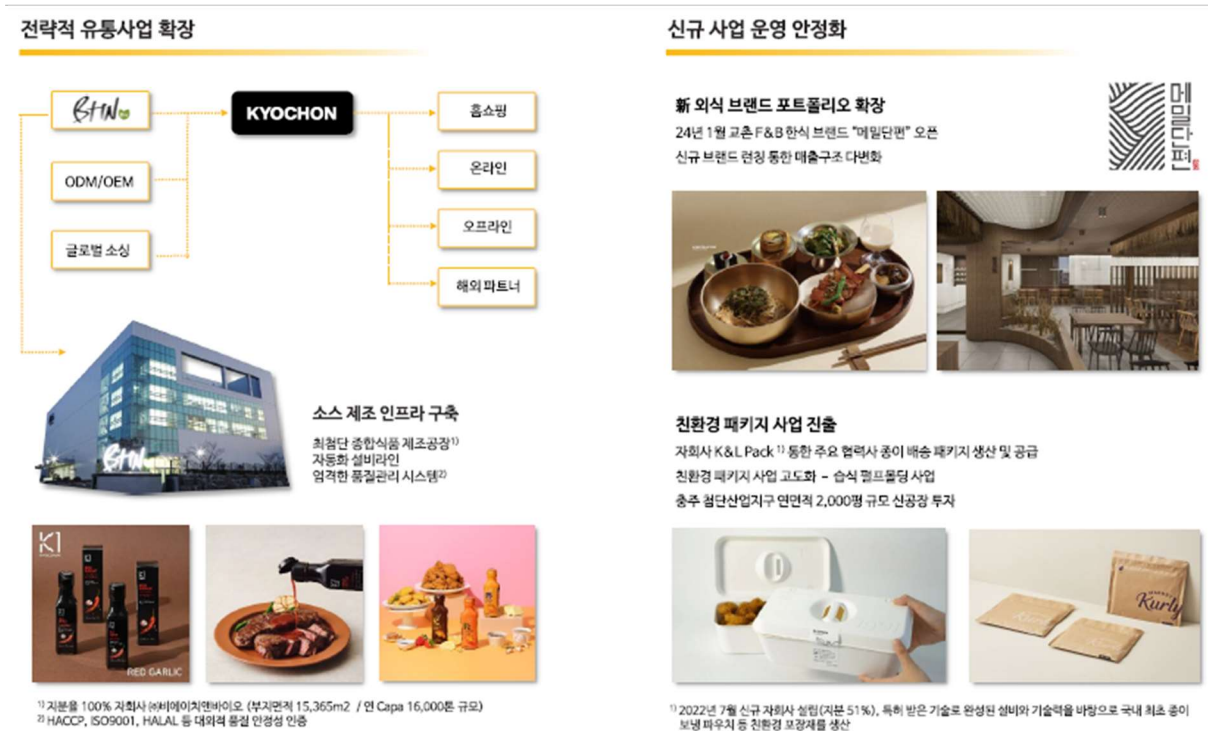 전략적 유통사업 확장
BHN
KYOCHON
ODM/OEM
글로벌 소싱
홈쇼핑
온라인
오프라인
해외 파트너
BHN
소스 제조 인프라 구축
최첨단 종합식품 제조공장1)
자동화 설비라인
엄격한 품질관리 시스템2)
K1
RED GARLIC
1) 지분율 100% 자회사 ㈜비에이치앤바이오 (부지면적 15,365m2 / 연 Capa 16,000톤 규모)
2) HACCP, ISO9001, HALAL 등 대외적 품질 안정성 인증
신규 사업 운영 안정화
新 외식 브랜드 포트폴리오 확장
24년 1월 교촌 F&B 한식 브랜드 “메밀단편” 오픈
신규 브랜드 런칭 통한 매출구조 다변화
메밀단편
친환경 패키지 사업 진출
자회사 K&L Pack 1) 통한 주요 협력사 종이 배송 패키지 생산 및 공급
친환경 패키지 사업 고도화 – 습식 펄프몰딩 사업
충주 첨단산업지구 연면적 2,000평 규모 신공장 투자
Kurly
1) 2022년 7월 신규 자회사 설립(지분 51%), 특허 받은 기술로 완성된 설비와 기술력을 바탕으로 국내 최초 종이
보냉 파우치 등 친환경 포장재를 생산